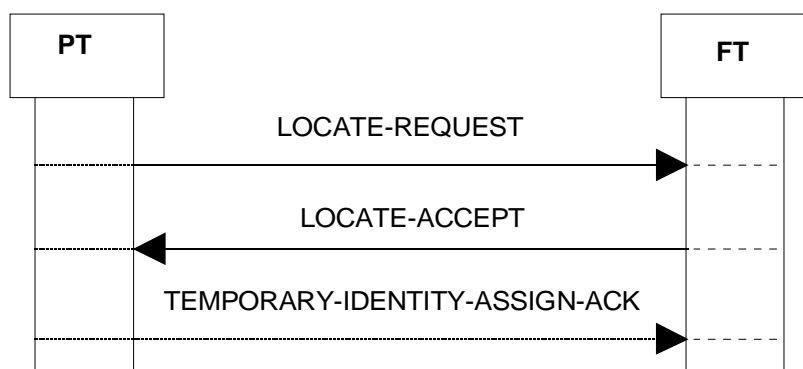 PT
FT
LOCATE-REQUEST
LOCATE-ACCEPT
TEMPORARY-IDENTITY-ASSIGN-ACK